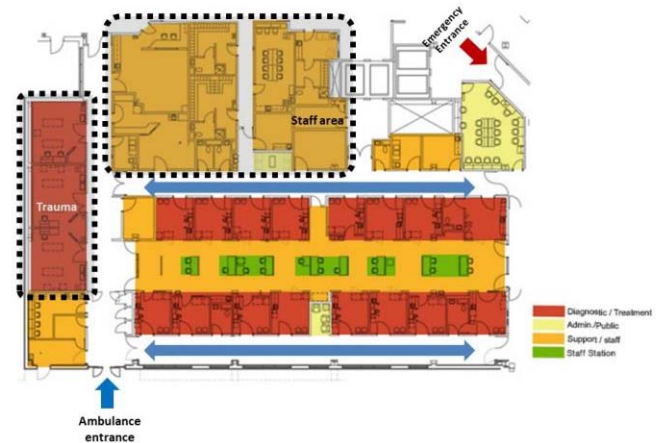 Emergency
Entrance
Staff area
Trauma
Diagnostic / Treatment
Admin./Public
Support / staff
Staff Station
Ambulance
entrance